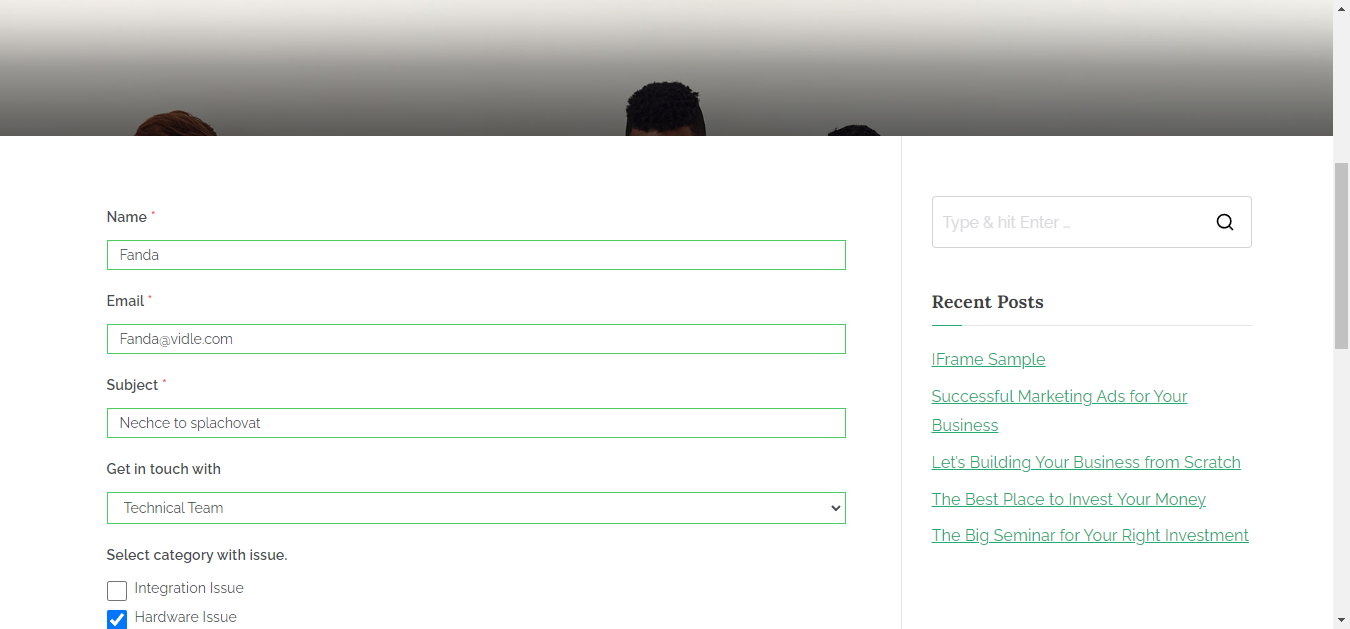 Name *
Fanda
Email *
Fanda@vidle.com
Subject *
Nechce to splachovat
Get in touch with
Technical Team
Select category with issue.
Integration Issue
Hardware Issue
Type & hit Enter ...
Recent Posts
IFrame Sample
Successful Marketing Ads for Your
Business
Let's Building Your Business from Scratch
The Best Place to Invest Your Money
The Big Seminar for Your Right Investment